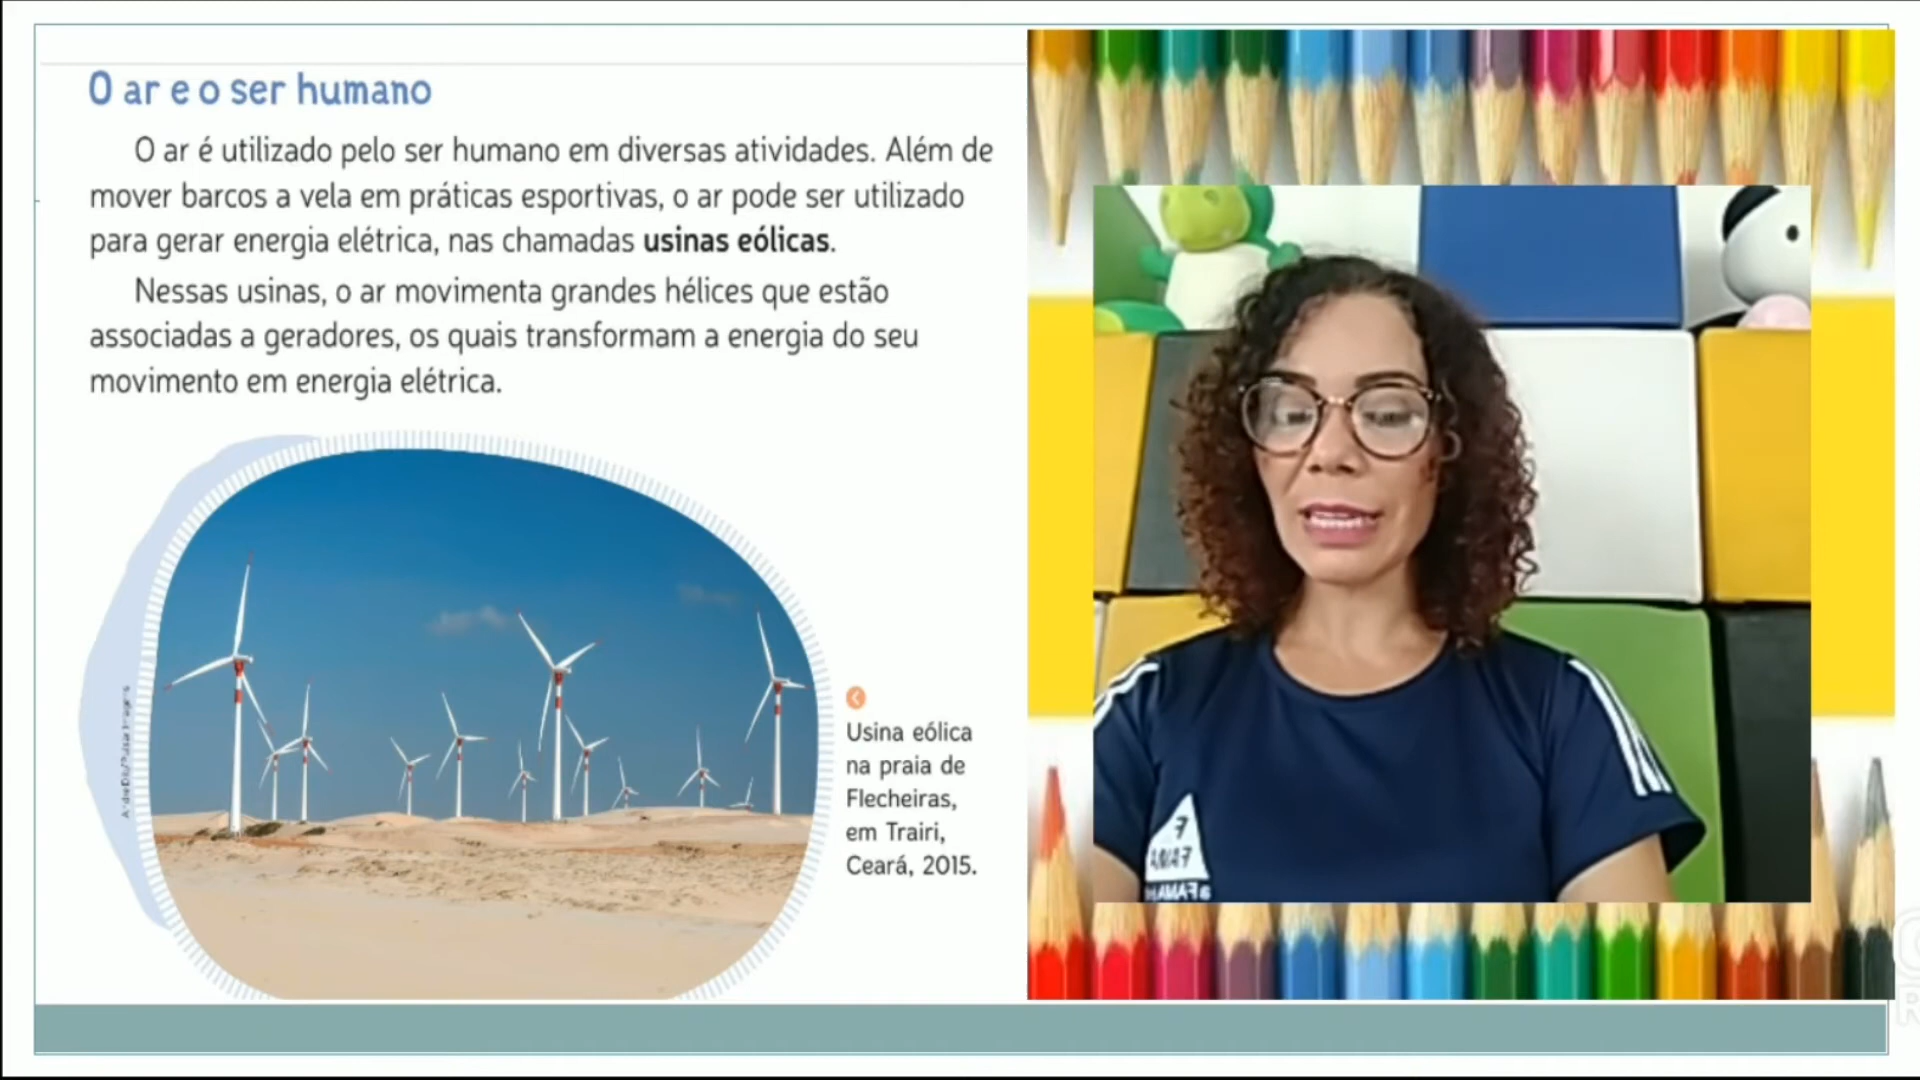 O ar e o ser humano
O ar é utilizado pelo ser humano em diversas atividades. Além de
mover barcos a vela em práticas esportivas, o ar pode ser utilizado
para gerar energia elétrica, nas chamadas usinas eólicas.
Nessas usinas, o ar movimenta grandes hélices que estão
associadas a geradores, os quais transformam a energia do seu
movimento em energia elétrica.
Usina eólica
na praia de
Flecheiras,
em Trairi,
Ceará, 2015.
F
FAMA